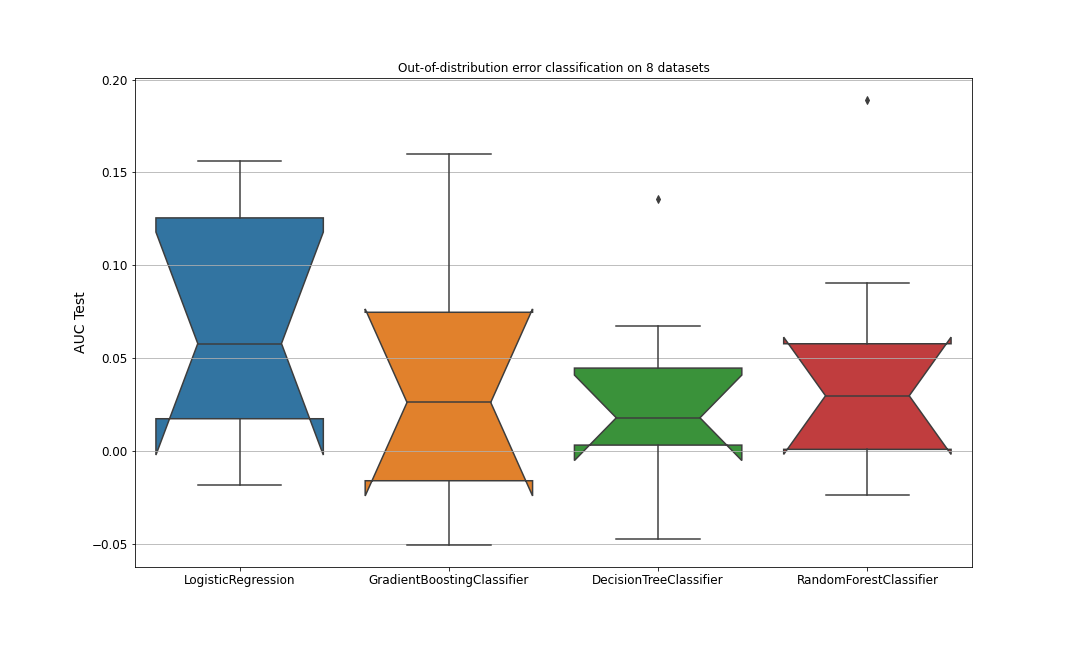 Out-of-distribution error classification on 8 datasets
0.20
0.15
0.10
0.05
0.00
−0.05
AUC Test
LogisticRegression
GradientBoostingClassifier
DecisionTreeClassifier
RandomForestClassifier